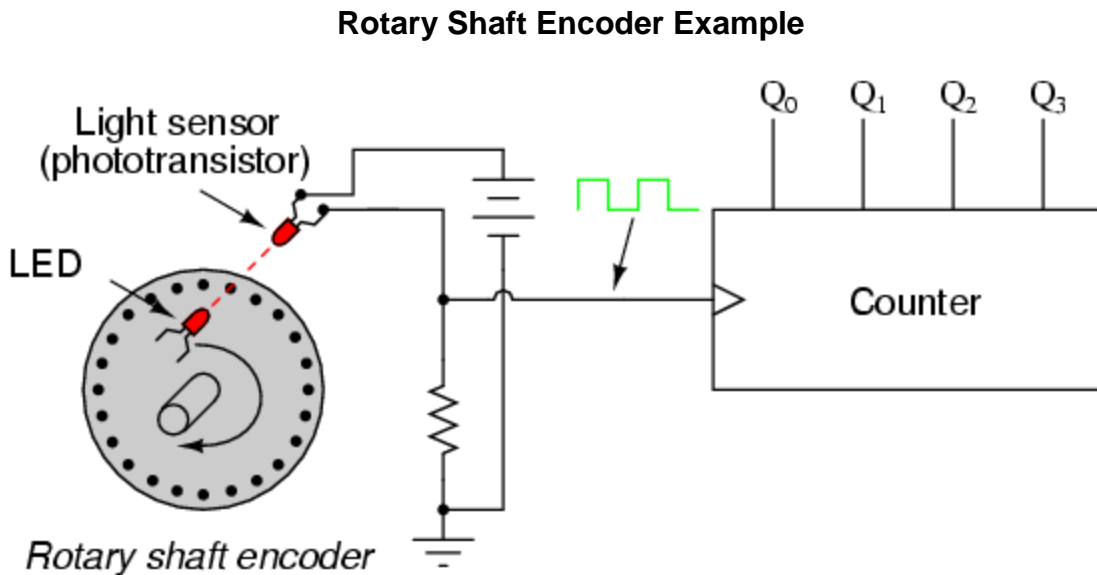 Rotary Shaft Encoder Example
Light sensor
(phototransistor)
LED
Q0 Q1 Q2 Q3
Counter
Rotary shaft encoder